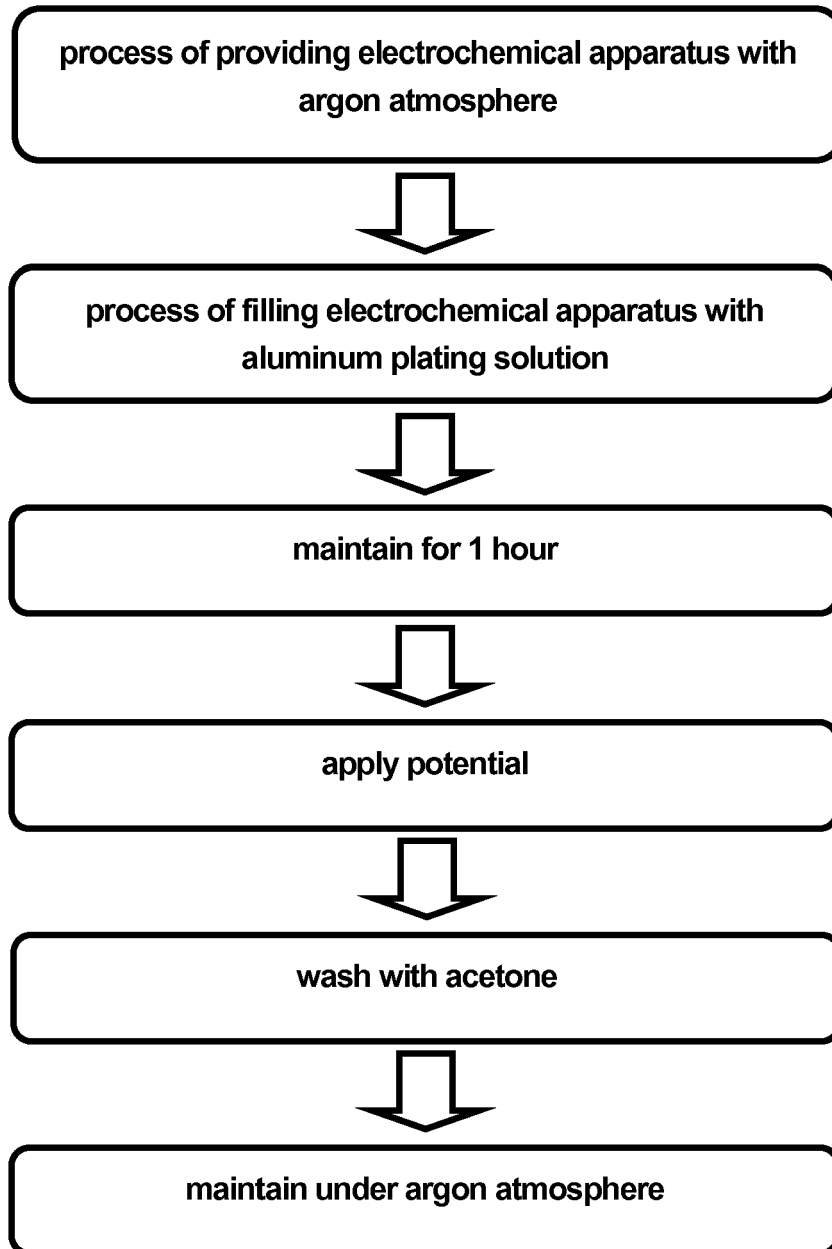 process of providing electrochemical apparatus with
argon atmosphere
process of filling electrochemical apparatus with
aluminum plating solution
maintain for 1 hour
apply potential
wash with acetone
maintain under argon atmosphere